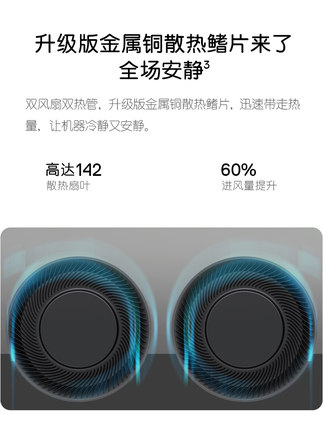 升级版金属铜散热鳍片来了
全场安静3
双风扇双热管，升级版金属铜散热鳍片，迅速带走热
量，让机器冷静又安静。
高达142
60%
散热扇叶
进风量提升